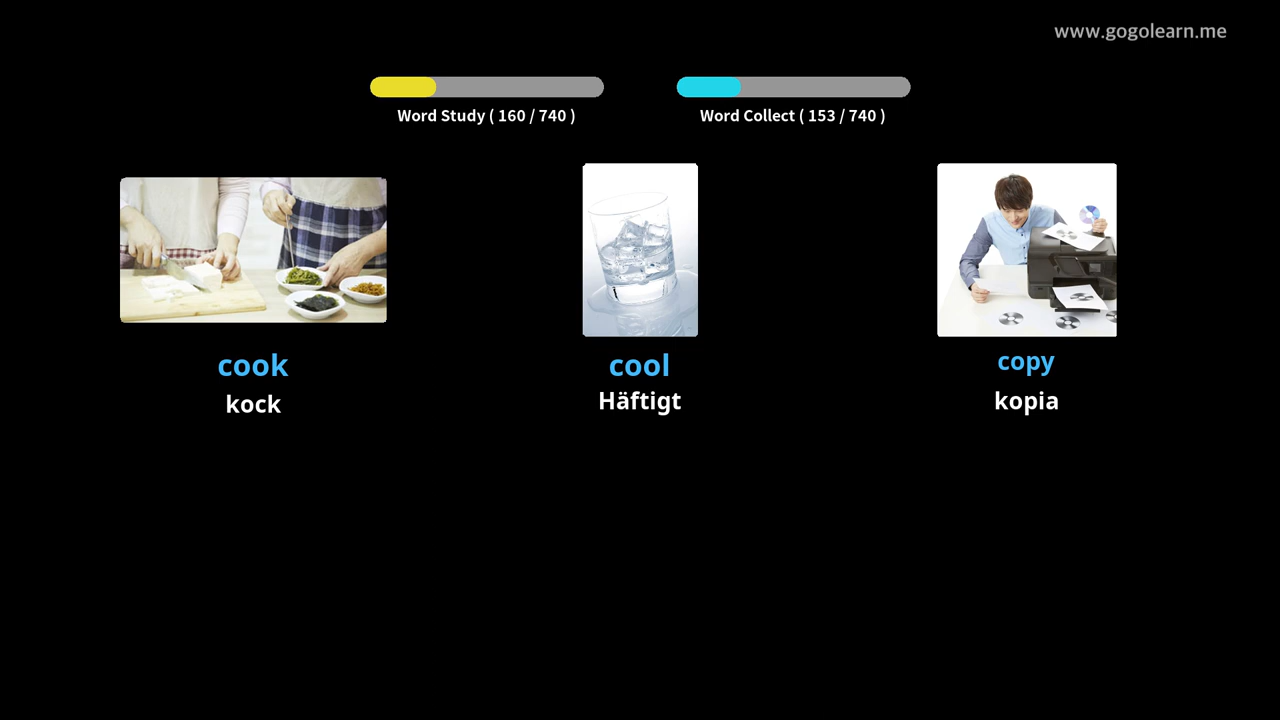 www.gogolearn.me
Word Study ( 160 / 740 )
Word Collect ( 153 / 740 )
cook
kock
cool
Häftigt
copy
kopia